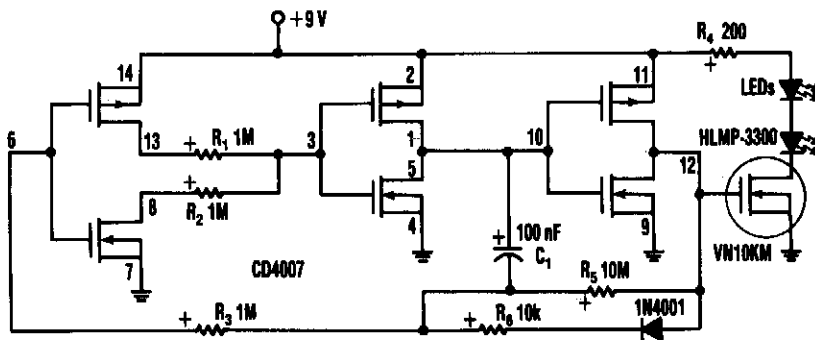 +9 V
R4 200
+
14
2
11
LEDs
6
13
+
R1 1M
3
1
10
HLMP-3300
5
12
8
+
R2 1M
4
9
7
CD4007
+
100 nF
C1
VN10KM
R5 10M
+
1N4001
+
R3 1M
+
R6 10k